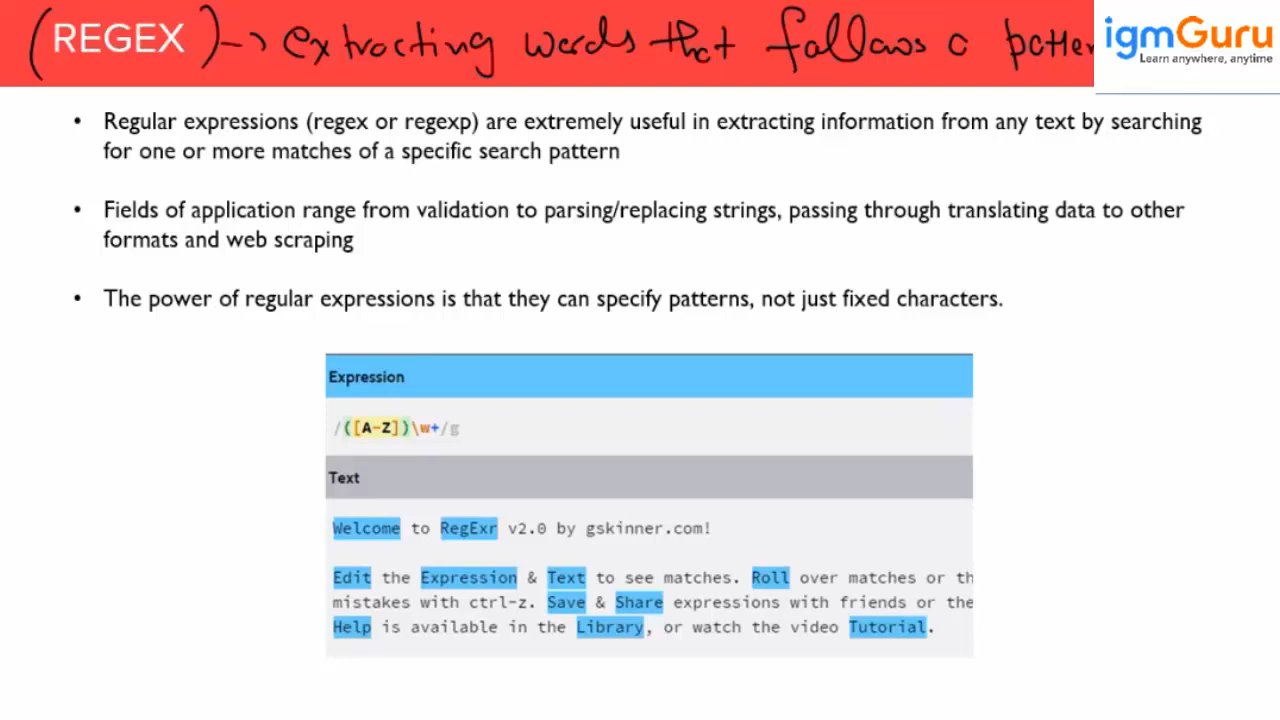 (REGEX) -> extracting words that follows a patter
igmGuru
Learn anywhere, anytime
• Regular expressions (regex or regexp) are extremely useful in extracting information from any text by searching
for one or more matches of a specific search pattern
• Fields of application range from validation to parsing/replacing strings, passing through translating data to other
formats and web scraping
• The power of regular expressions is that they can specify patterns, not just fixed characters.
Expression
/([A-Z])\w+/g
Text
Welcome to RegExr v2.0 by gskinner.com!
Edit the Expression & Text to see matches. Roll over matches or th
mistakes with ctrl-z. Save & Share expressions with friends or the
Help is available in the Library, or watch the video Tutorial.